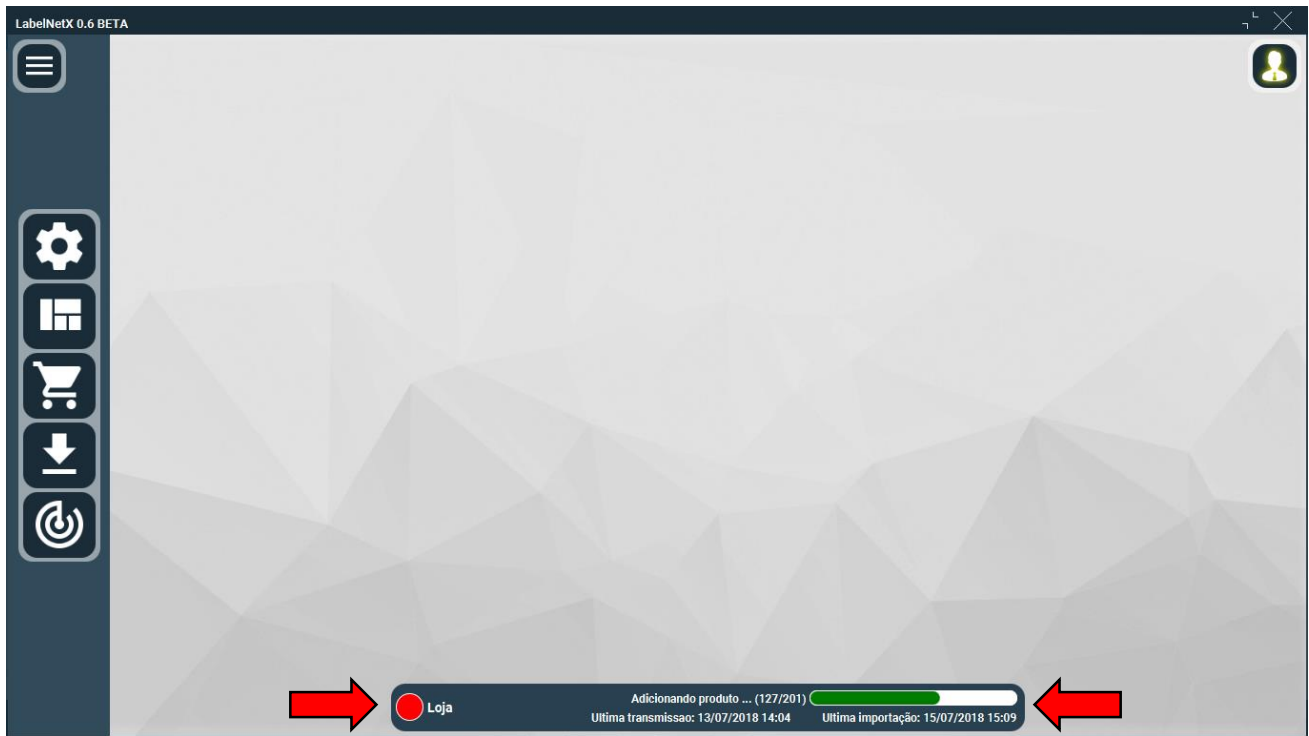 LabelNetX 0.6 BETA
Adicionando produto ... (127/201)
Loja
Ultima transmissao: 13/07/2018 14:04 Ultima importação: 15/07/2018 15:09